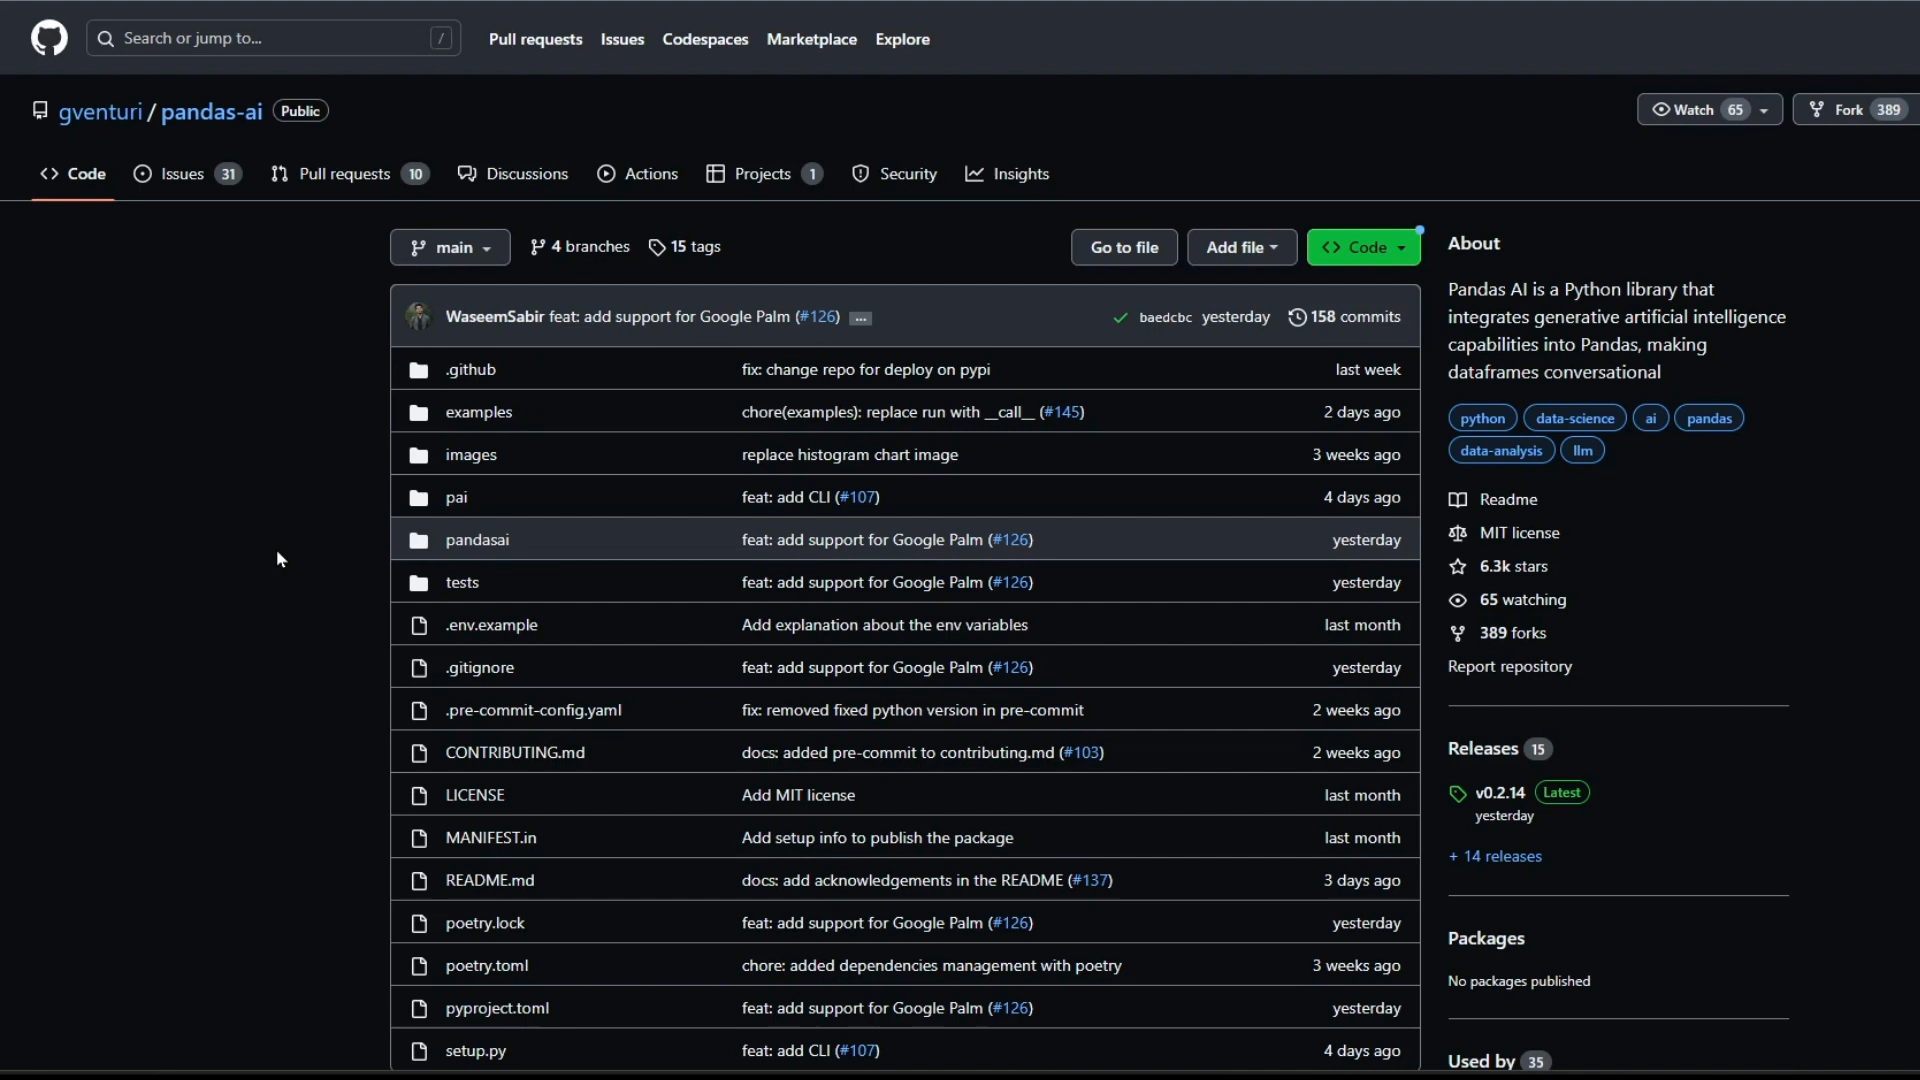 Search or jump to... /
Pull requests Issues Codespaces Marketplace Explore
gventuri / pandas-ai Public
Watch 65
Fork 389
Code Issues 31 Pull requests 10 Discussions Actions Projects 1 Security Insights
main 4 branches 15 tags Go to file Add file Code
WaseemSabir feat: add support for Google Palm (#126) ... baedcbc yesterday 158 commits
.github fix: change repo for deploy on pypi last week
examples chore(examples): replace run with __call__ (#145) 2 days ago
images replace histogram chart image 3 weeks ago
pai feat: add CLI (#107) 4 days ago
pandasai feat: add support for Google Palm (#126) yesterday
tests feat: add support for Google Palm (#126) yesterday
.env.example Add explanation about the env variables last month
.gitignore feat: add support for Google Palm (#126) yesterday
.pre-commit-config.yaml fix: removed fixed python version in pre-commit 2 weeks ago
CONTRIBUTING.md docs: added pre-commit to contributing.md (#103) 2 weeks ago
LICENSE Add MIT license last month
MANIFEST.in Add setup info to publish the package last month
README.md docs: add acknowledgements in the README (#137) 3 days ago
poetry.lock feat: add support for Google Palm (#126) yesterday
poetry.toml chore: added dependencies management with poetry 3 weeks ago
pyproject.toml feat: add support for Google Palm (#126) yesterday
setup.py feat: add CLI (#107) 4 days ago
About
Pandas AI is a Python library that
integrates generative artificial intelligence
capabilities into Pandas, making
dataframes conversational
python data-science ai pandas
data-analysis llm
Readme
MIT license
6.3k stars
65 watching
389 forks
Report repository
Releases 15
v0.2.14 Latest
yesterday
+ 14 releases
Packages
No packages published
Used by 35